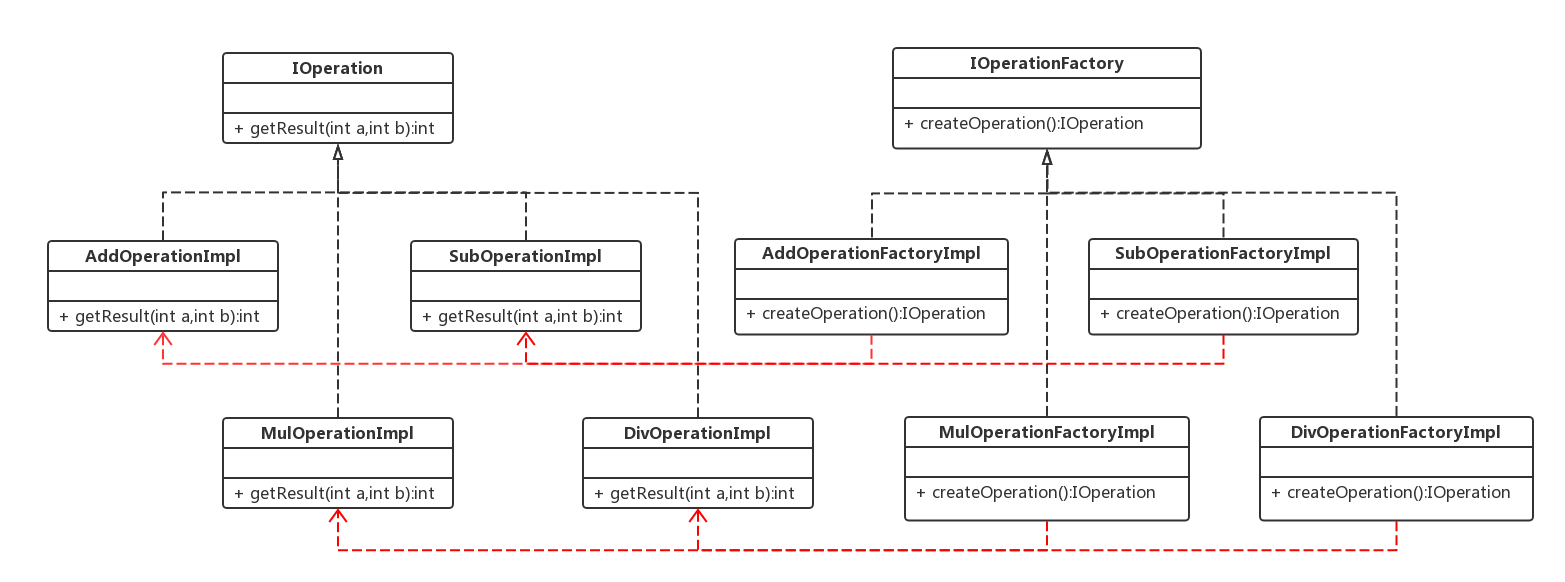 IOperation
+ getResult(int a,int b):int
IOperationFactory
+ createOperation():IOperation
AddOperationImpl
+ getResult(int a,int b):int
SubOperationImpl
+ getResult(int a,int b):int
AddOperationFactoryImpl
+ createOperation():IOperation
SubOperationFactoryImpl
+ createOperation():IOperation
MulOperationImpl
+ getResult(int a,int b):int
DivOperationImpl
+ getResult(int a,int b):int
MulOperationFactoryImpl
+ createOperation():IOperation
DivOperationFactoryImpl
+ createOperation():IOperation